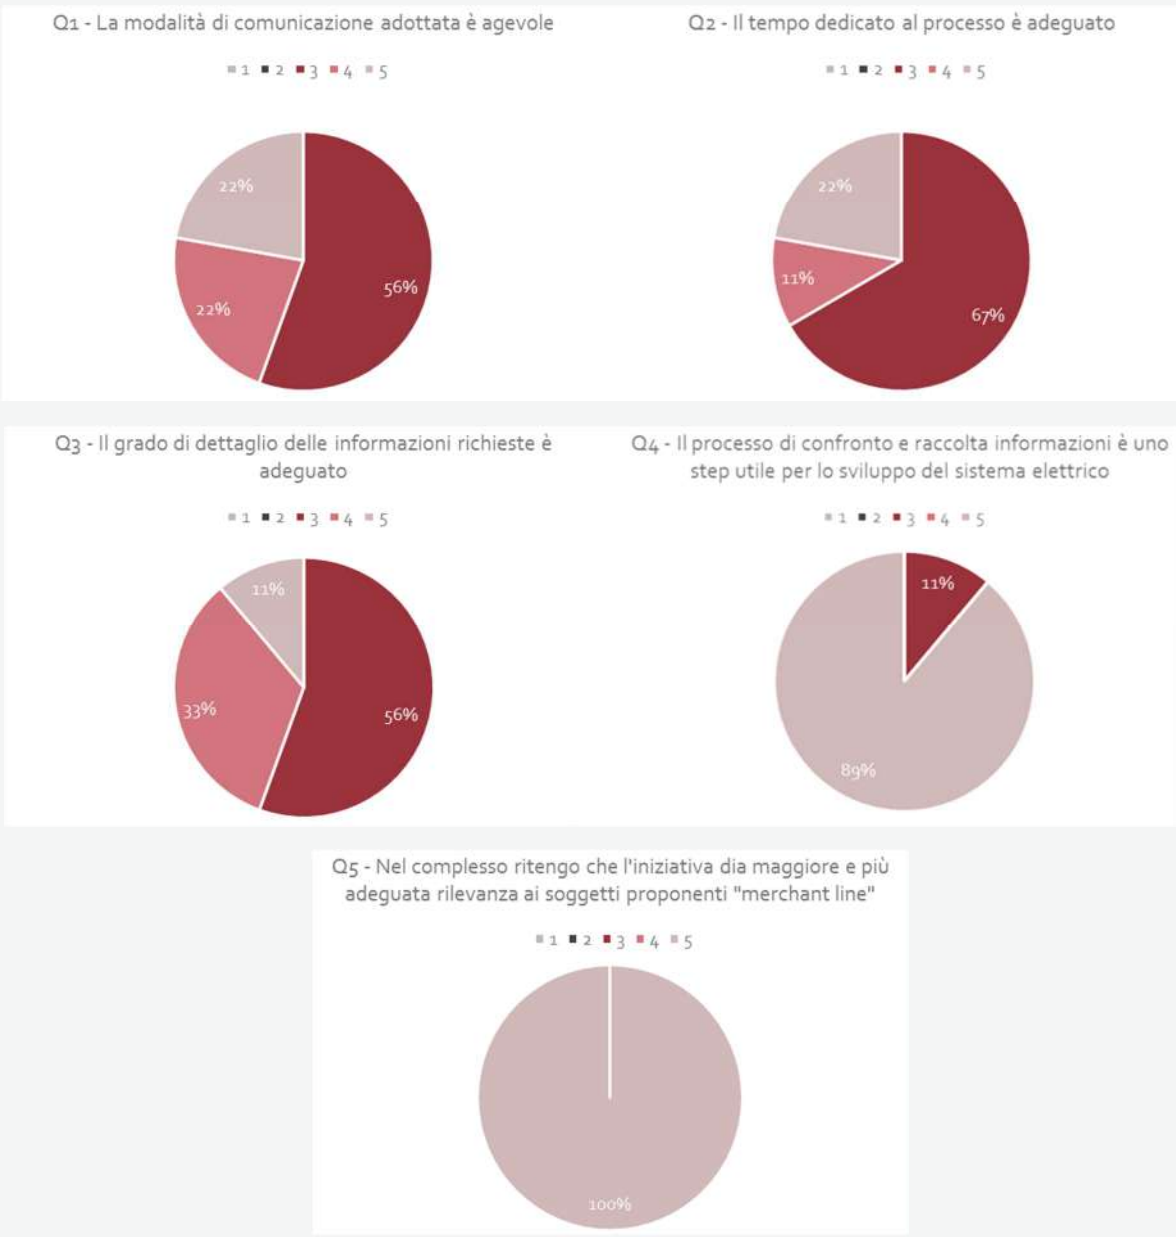 Q1 - La modalità di comunicazione adottata è agevole
1 2 3 4 5
22%
22%
56%
Q2 - Il tempo dedicato al processo è adeguato
1 2 3 4 5
22%
11%
67%
Q3 - Il grado di dettaglio delle informazioni richieste è
adeguato
1 2 3 4 5
11%
33%
56%
Q4 - Il processo di confronto e raccolta informazioni è uno
step utile per lo sviluppo del sistema elettrico
1 2 3 4 5
11%
89%
Q5 - Nel complesso ritengo che l'iniziativa dia maggiore e più
adeguata rilevanza ai soggetti proponenti "merchant line"
1 2 3 4 5
100%